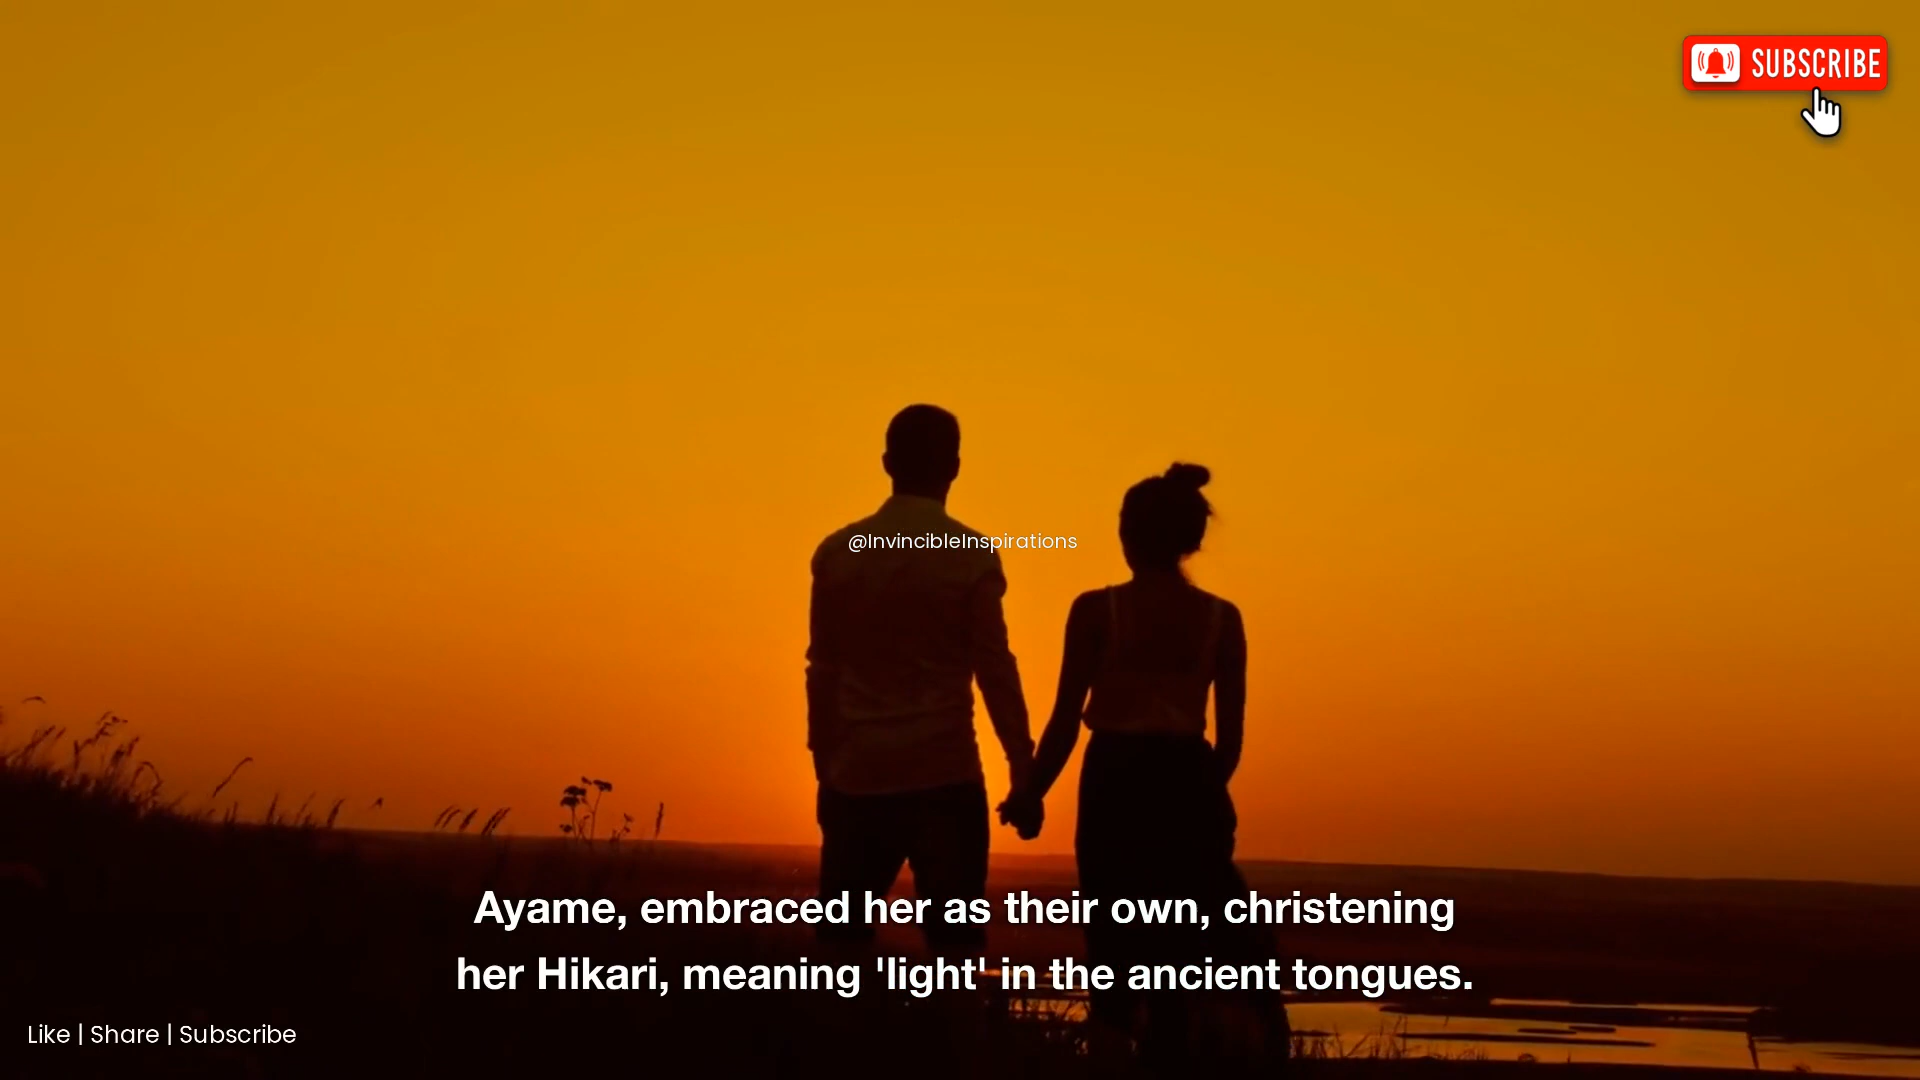 SUBSCRIBE
@InvincibleInspirations
Ayame, embraced her as their own, christening
her Hikari, meaning 'light' in the ancient tongues.
Like | Share | Subscribe